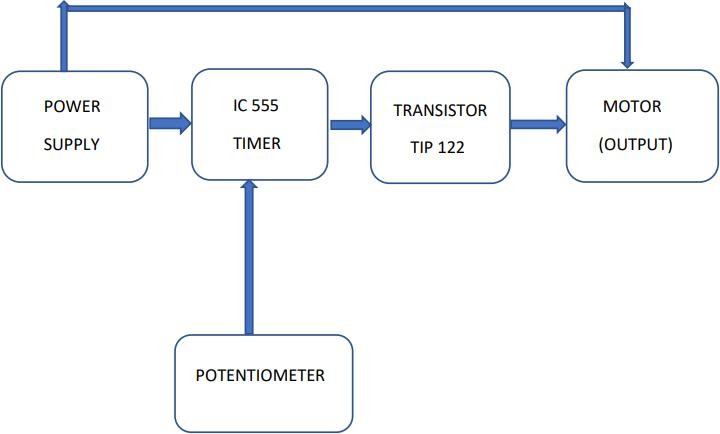 POWER
SUPPLY
IC 555
TIMER
TRANSISTOR
TIP 122
MOTOR
(OUTPUT)
POTENTIOMETER